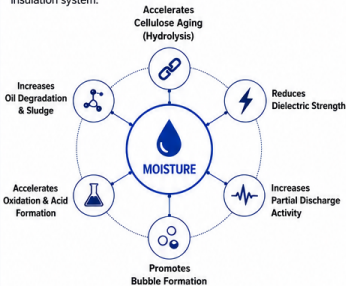 insulation system.
Accelerates
Cellulose Aging
(Hydrolysis)
Increases
Oil Degradation
& Sludge
Reduces
Dielectric Strength
MOISTURE
Accelerates
Oxidation & Acid
Formation
Increases
Partial Discharge
Activity
Promotes
Bubble Formation